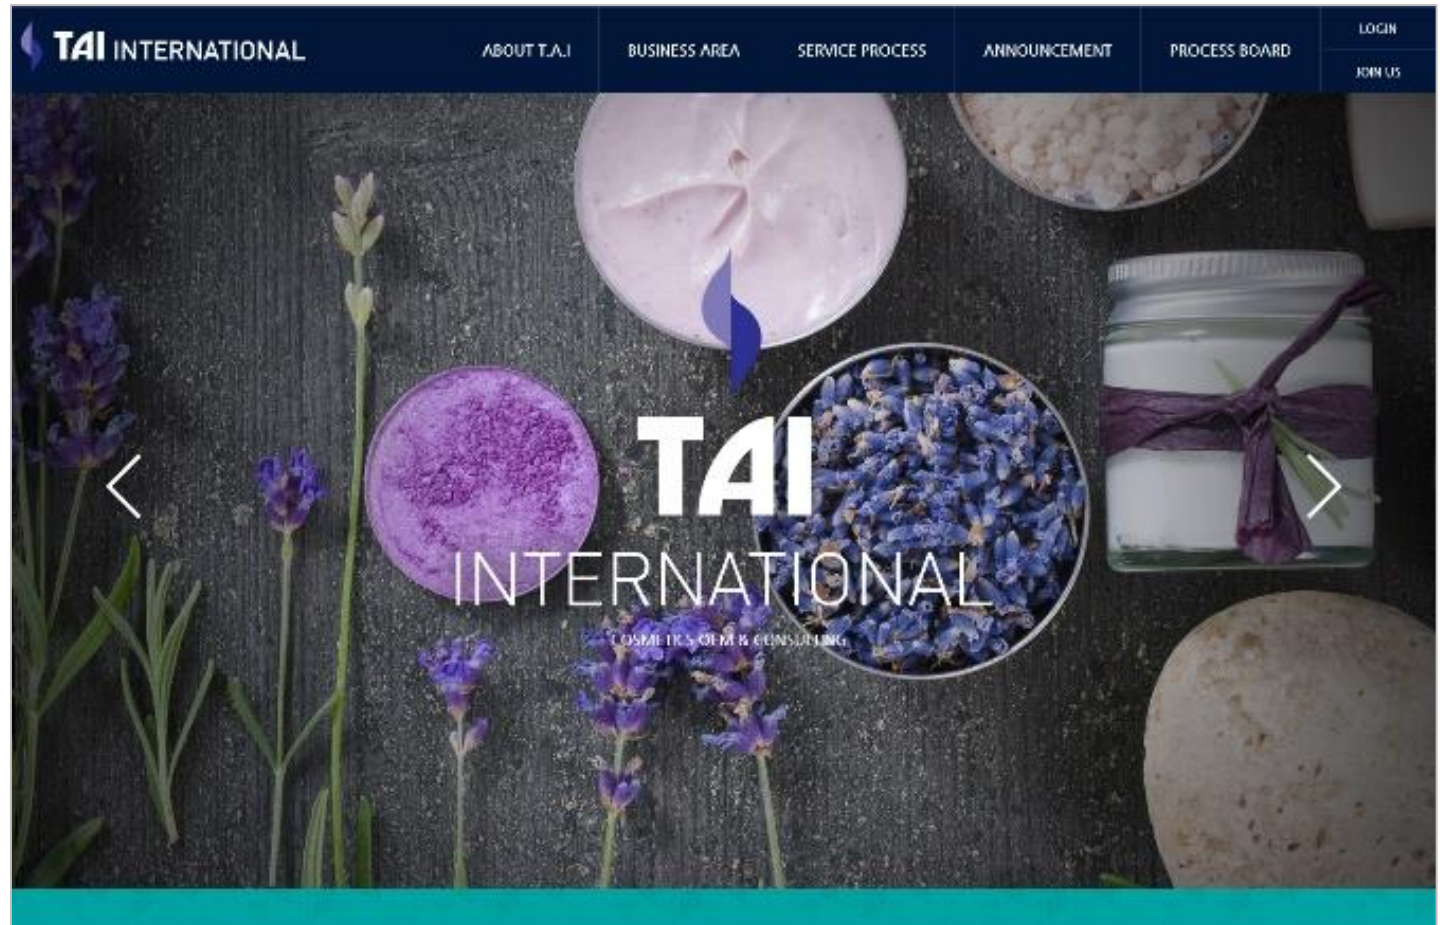 TAI INTERNATIONAL
ABOUT T.A.I
BUSINESS AREA
SERVICE PROCESS
ANNOUNCEMENT
PROCESS BOARD
LOGIN
JOIN US
TAI
INTERNATIONAL
COSMETICS OEM & CONSULTING